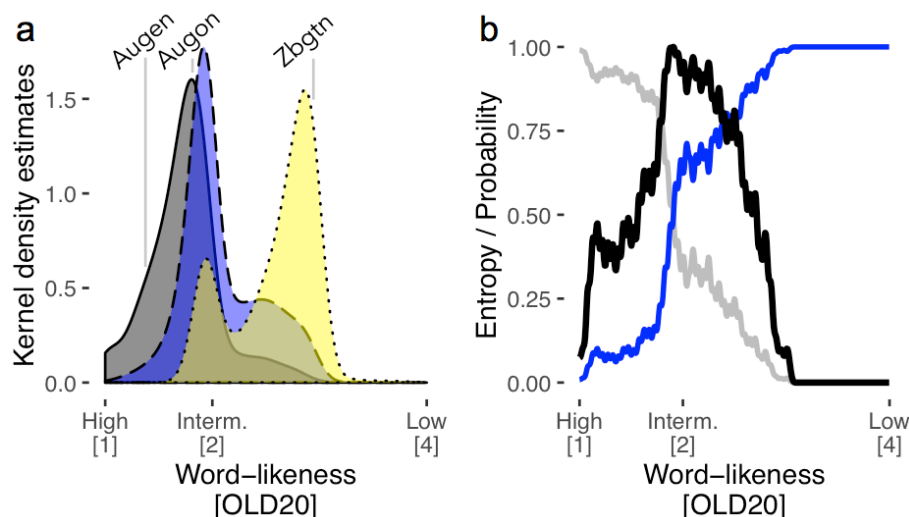 a
Augen
Augon
Zbgtn
Kernel density estimates
1.5
1.0
0.5
0.0
High
[1]
Interm.
[2]
Low
[4]
Word−likeness
[OLD20]
b
Entropy / Probability
1.00
0.75
0.50
0.25
0.00
High
[1]
Interm.
[2]
Low
[4]
Word−likeness
[OLD20]